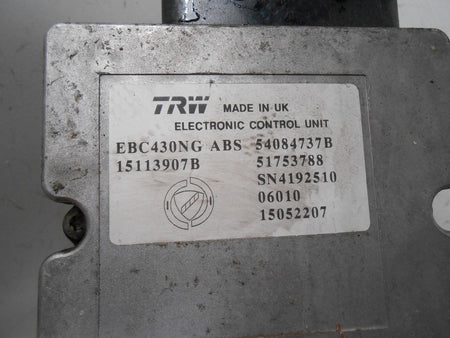 TRW MADE IN UK
ELECTRONIC CONTROL UNIT
EBC430NG ABS 54084737B
15113907B 51753788
SN4192510
06010
15052207